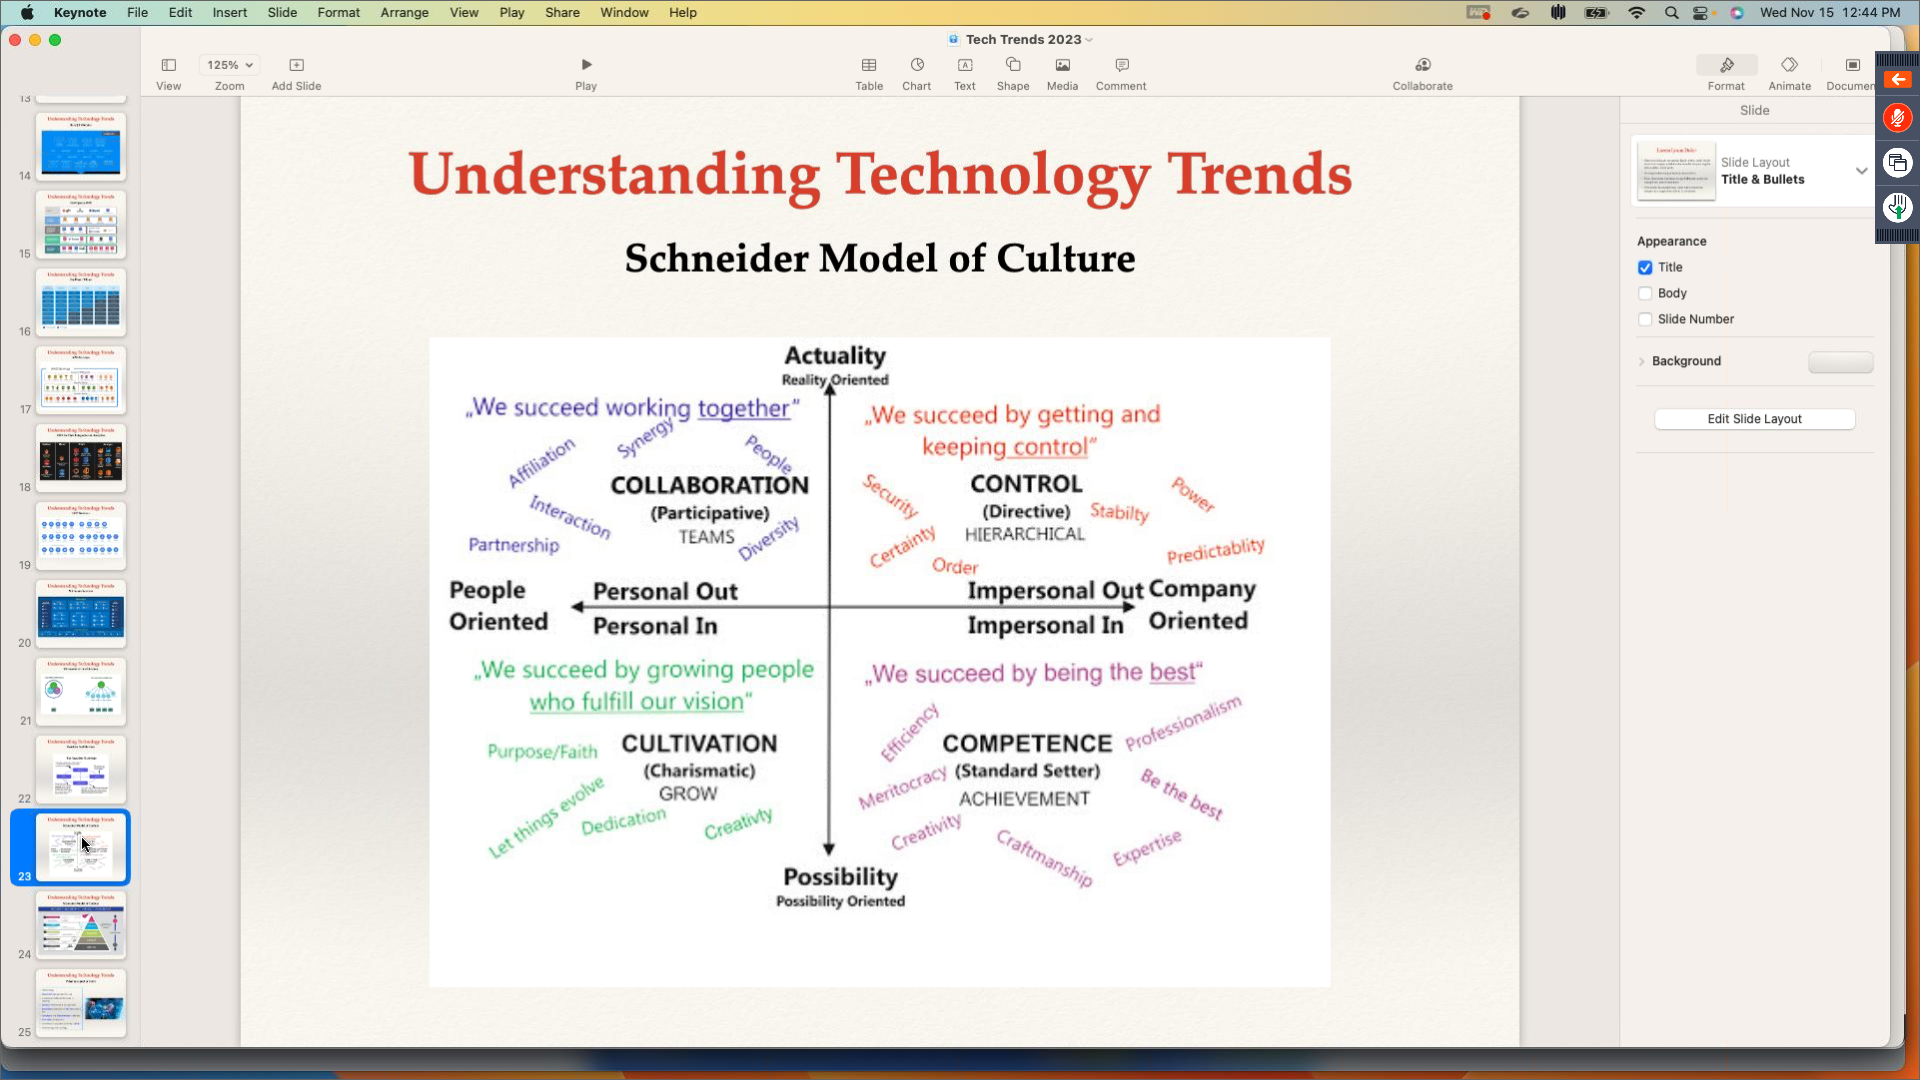 Keynote File Edit Insert Slide Format Arrange View Play Share Window Help
Wed Nov 15 12:44 PM
Tech Trends 2023
125%
View Zoom Add Slide
Play
Table Chart Text Shape Media Comment
Collaborate
Format Animate Documen
13
14
15
16
17
18
19
20
21
22
23
24
25
Understanding Technology Trends
Schneider Model of Culture
Actuality
Reality Oriented
„We succeed working together“
Affiliation
Synergy
People
COLLABORATION
(Participative)
TEAMS
Interaction
Partnership
Diversity
„We succeed by getting and
keeping control“
Security
CONTROL
(Directive)
HIERARCHICAL
Stabilty
Power
Certainty
Order
Predictablity
People
Oriented
Personal Out
Personal In
Impersonal Out
Impersonal In
Company
Oriented
„We succeed by growing people
who fulfill our vision“
Purpose/Faith
CULTIVATION
(Charismatic)
GROW
Let things evolve
Dedication
Creativty
„We succeed by being the best“
Efficiency
COMPETENCE
(Standard Setter)
ACHIEVEMENT
Professionalism
Meritocracy
Be the best
Creativity
Craftmanship
Expertise
Possibility
Possibility Oriented
Slide
Slide Layout
Title & Bullets
Appearance
Title
Body
Slide Number
Background
Edit Slide Layout